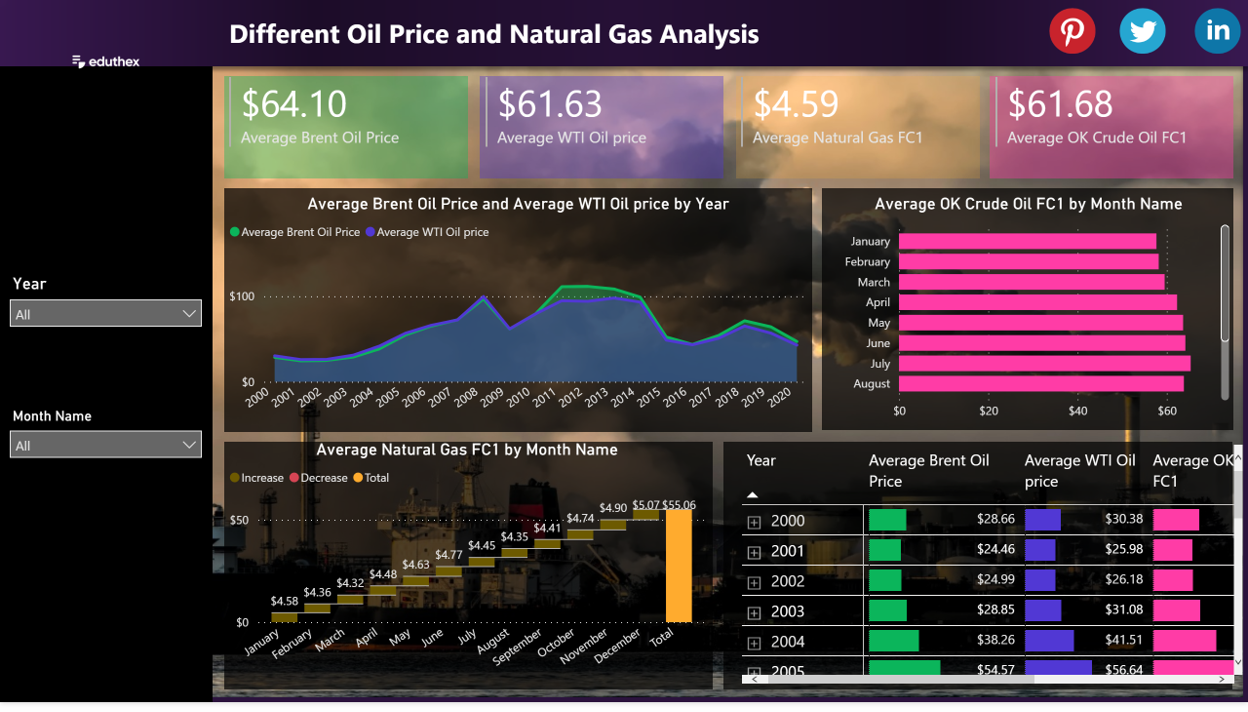 Different Oil Price and Natural Gas Analysis
in
eduthex
$64.10
Average Brent Oil Price
$61.63
Average WTI Oil price
$4.59
Average Natural Gas FC1
$61.68
Average OK Crude Oil FC1
Year
All
Month Name
All
Average Brent Oil Price and Average WTI Oil price by Year
Average Brent Oil Price Average WTI Oil price
$100
$0
2000 2001 2002 2003 2004 2005 2006 2007 2008 2009 2010 2011 2012 2013 2014 2015 2016 2017 2018 2019 2020
Average OK Crude Oil FC1 by Month Name
January
February
March
April
May
June
July
August
$0 $20 $40 $60
Average Natural Gas FC1 by Month Name
Increase Decrease Total
$50
$0
$4.58 $4.36 $4.32 $4.48 $4.63 $4.77 $4.45 $4.35 $4.41 $4.74 $4.90 $5.07 $55.06
January February March April May June July August September October November December Total
Year Average Brent Oil Average WTI Oil Average OK
Price price FC1
2000 $28.66 $30.38
2001 $24.46 $25.98
2002 $24.99 $26.18
2003 $28.85 $31.08
2004 $38.26 $41.51
2005 $54.57 $56.64